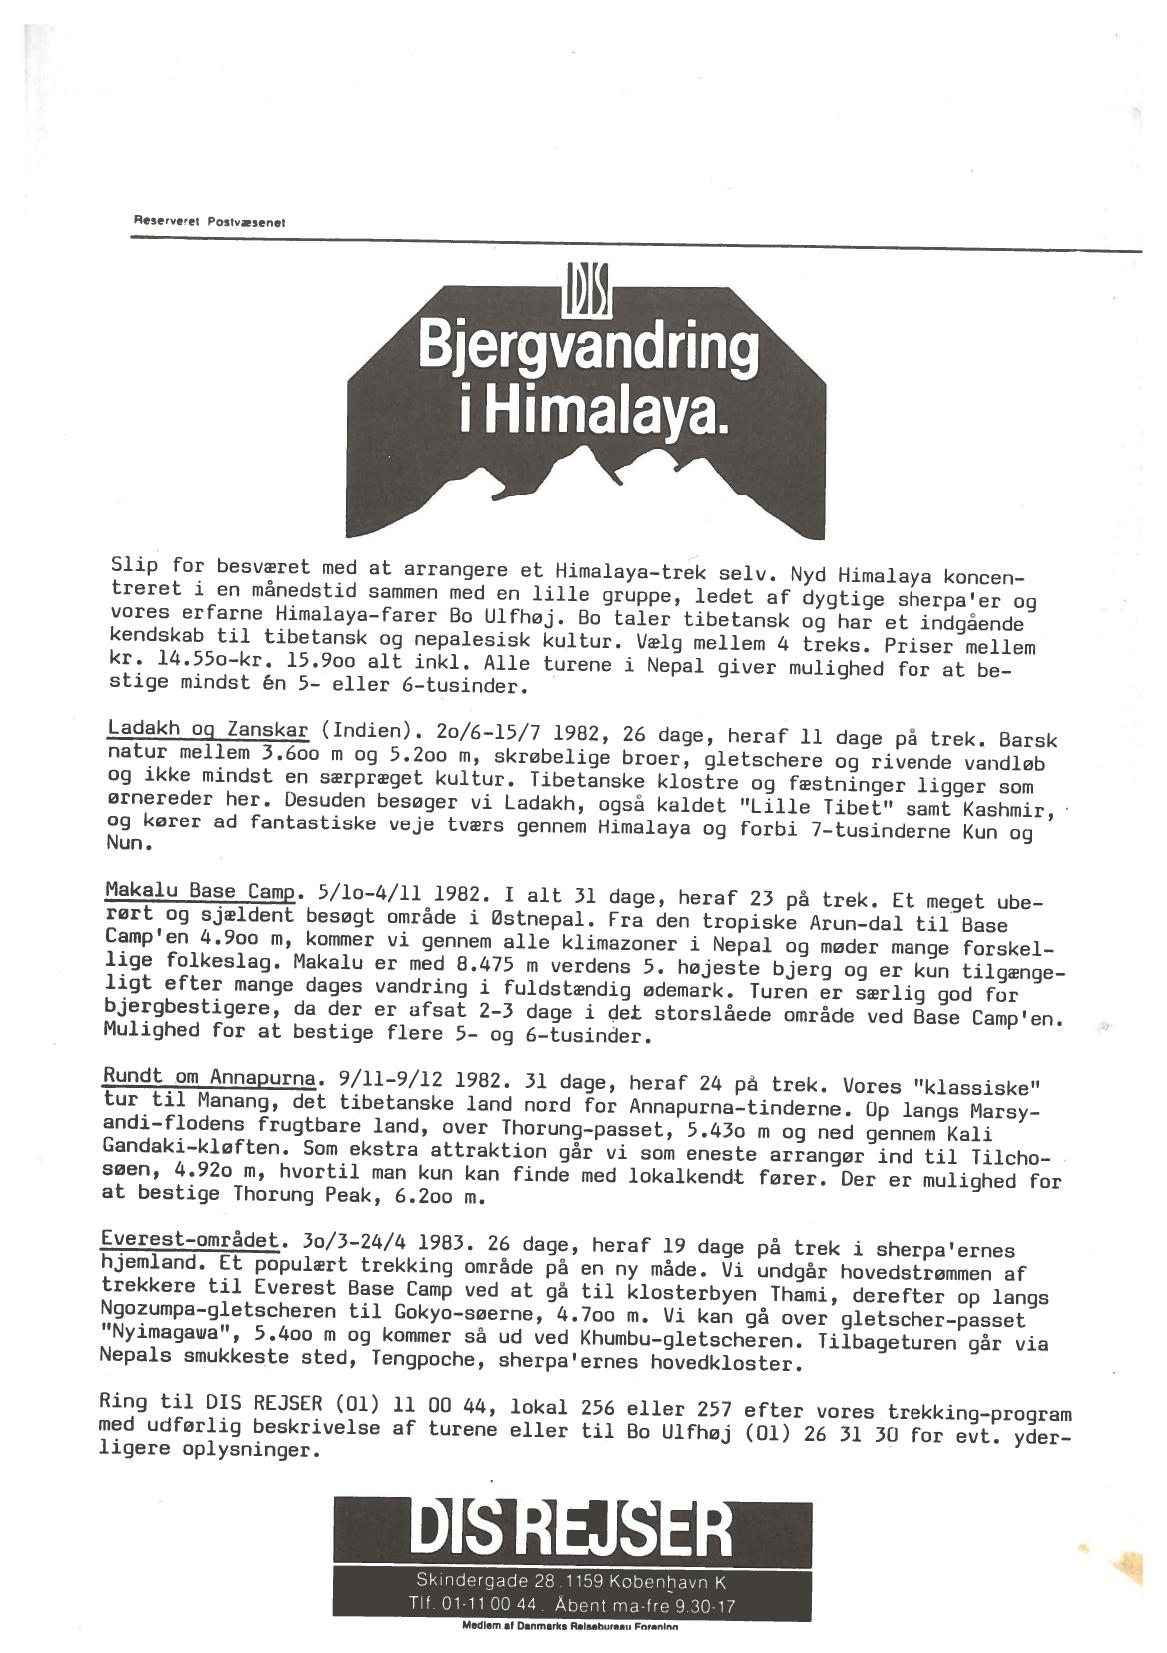 Reserveret Postvæsenet
DIS
Bjergvandring
i Himalaya.
Slip for besværet med at arrangere et Himalaya-trek selv. Nyd Himalaya koncen-
treret i en månedstid sammen med en lille gruppe, ledet af dygtige sherpa'er og
vores erfarne Himalaya-farer Bo Ulfhøj. Bo taler tibetansk og har et indgående
kendskab til tibetansk og nepalesisk kultur. Vælg mellem 4 treks. Priser mellem
kr. 14.55o-kr. 15.9oo alt inkl. Alle turene i Nepal giver mulighed for at be-
stige mindst én 5- eller 6-tusinder.
Ladakh og Zanskar (Indien). 2o/6-15/7 1982, 26 dage, heraf 11 dage på trek. Barsk
natur mellem 3.6oo m og 5.2oo m, skrøbelige broer, gletschere og rivende vandløb
og ikke mindst en særpræget kultur. Tibetanske klostre og fæstninger ligger som
ørnereder her. Desuden besøger vi Ladakh, også kaldet "Lille Tibet" samt Kashmir,
og kører ad fantastiske veje tværs gennem Himalaya og forbi 7-tusinderne Kun og
Nun.
Makalu Base Camp. 5/1o-4/11 1982. I alt 31 dage, heraf 23 på trek. Et meget ube-
rørt og sjældent besøgt område i Østnepal. Fra den tropiske Arun-dal til Base
Camp'en 4.9oo m, kommer vi gennem alle klimazoner i Nepal og møder mange forskel-
lige folkeslag. Makalu er med 8.475 m verdens 5. højeste bjerg og er kun tilgænge-
ligt efter mange dages vandring i fuldstændig ødemark. Turen er særlig god for
bjergbestigere, da der er afsat 2-3 dage i det storslåede område ved Base Camp'en.
Mulighed for at bestige flere 5- og 6-tusinder.
Rundt om Annapurna. 9/11-9/12 1982. 31 dage, heraf 24 på trek. Vores "klassiske"
tur til Manang, det tibetanske land nord for Annapurna-tinderne. Op langs Marsy-
andi-flodens frugtbare land, over Thorung-passet, 5.43o m og ned gennem Kali
Gandaki-kløften. Som ekstra attraktion går vi som eneste arrangør ind til Tilcho-
søen, 4.92o m, hvortil man kun kan finde med lokalkendt fører. Der er mulighed for
at bestige Thorung Peak, 6.2oo m.
Everest-området. 3o/3-24/4 1983. 26 dage, heraf 19 dage på trek i sherpa'ernes
hjemland. Et populært trekking område på en ny måde. Vi undgår hovedstrømmen af
trekkere til Everest Base Camp ved at gå til klosterbyen Thami, derefter op langs
Ngozumpa-gletscheren til Gokyo-søerne, 4.7oo m. Vi kan gå over gletscher-passet
"Nyimagawa", 5.4oo m og kommer så ud ved Khumbu-gletscheren. Tilbageturen går via
Nepals smukkeste sted, Tengpoche, sherpa'ernes hovedkloster.
Ring til DIS REJSER (01) 11 00 44, lokal 256 eller 257 efter vores trekking-program
med udførlig beskrivelse af turene eller til Bo Ulfhøj (01) 26 31 30 for evt. yder-
ligere oplysninger.
DIS REJSER
Skindergade 28 . 1159 Kobenhavn K
Tlf. 01-11 00 44 . Åbent ma-fre 9.30-17
Medlem af Danmarks Rejsebureau Forening